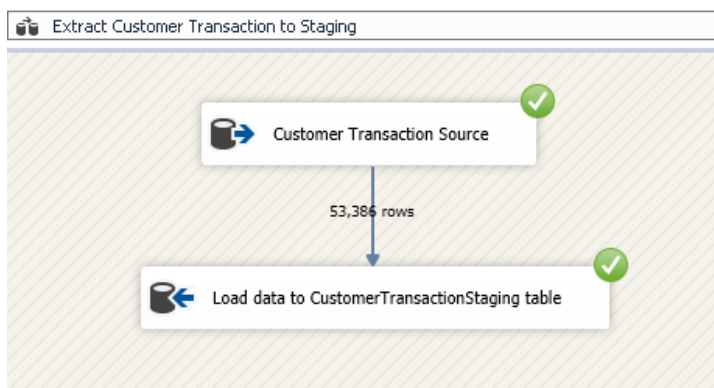 Extract Customer Transaction to Staging
Customer Transaction Source
53,386 rows
Load data to CustomerTransactionStaging table